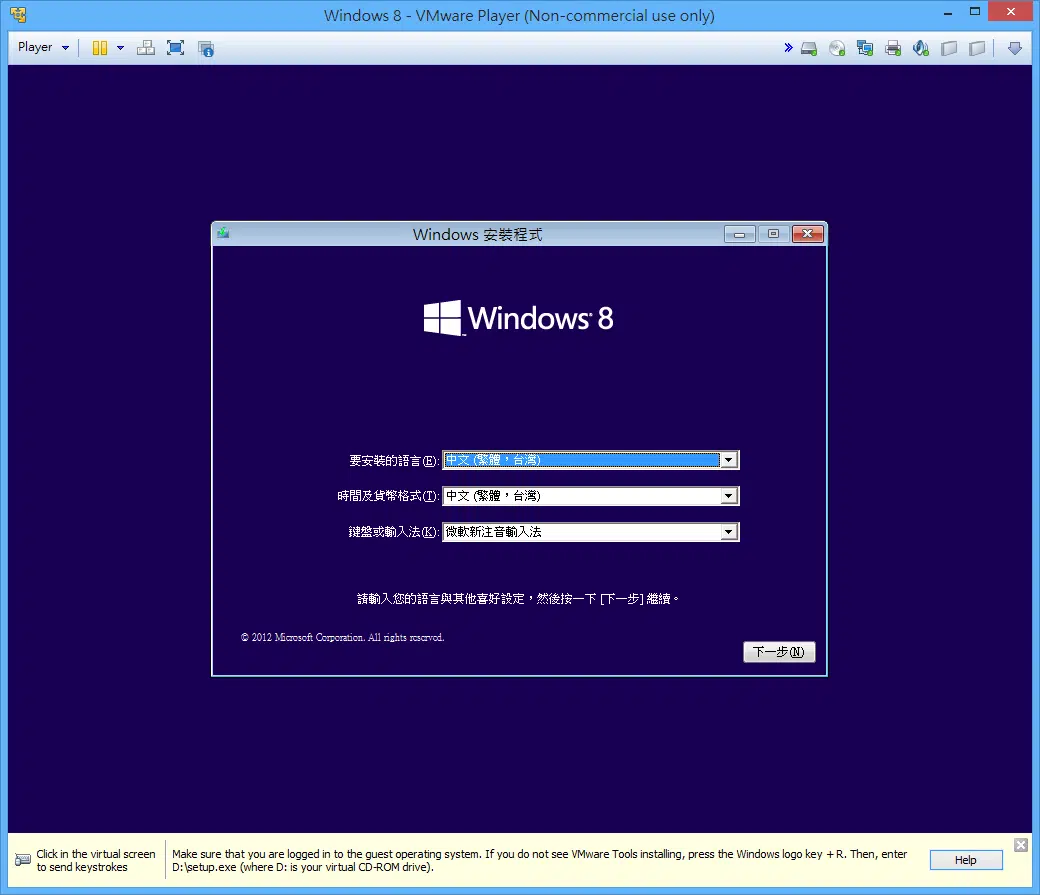 Windows 8 - VMware Player (Non-commercial use only)
Player
Windows 安裝程式
Windows 8
要安裝的語言(E): 中文 (繁體，台灣)
時間及貨幣格式(T): 中文 (繁體，台灣)
鍵盤或輸入法(K): 微軟新注音輸入法
請輸入您的語言與其他喜好設定，然後按一下 [下一步] 繼續。
© 2012 Microsoft Corporation. All rights reserved.
下一步(N)
Click in the virtual screen
to send keystrokes
Make sure that you are logged in to the guest operating system. If you do not see VMware Tools installing, press the Windows logo key + R. Then, enter
D:\setup.exe (where D: is your virtual CD-ROM drive).
Help